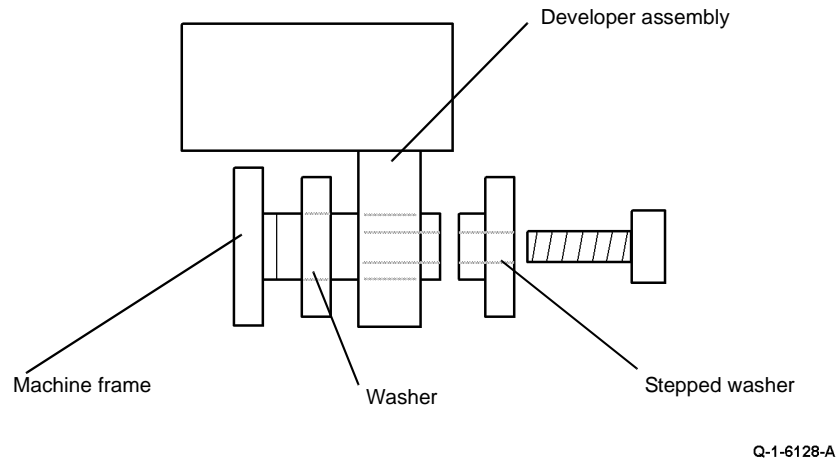 Developer assembly
Machine frame
Washer
Stepped washer
Q-1-6128-A